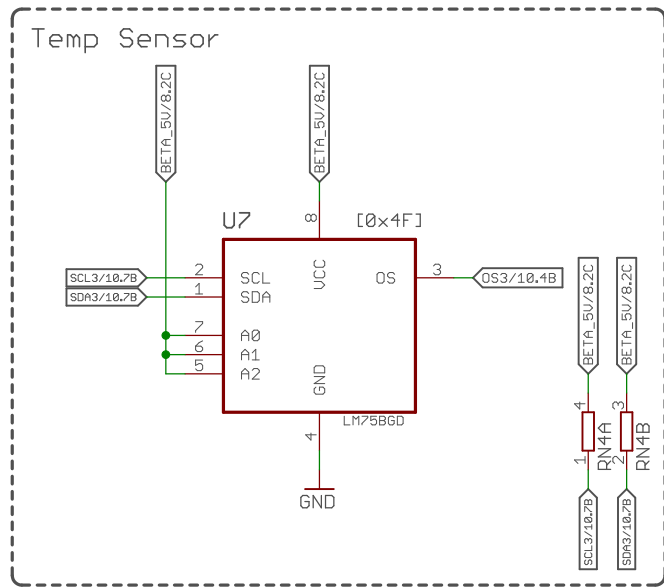 Temp Sensor
BETA_5V/8.2C
BETA_5V/8.2C
U7
8
[0x4F]
SCL3/10.7B
2
SCL
VCC
OS
3
OS3/10.4B
SDA3/10.7B
1
SDA
7
A0
6
A1
5
A2
GND
LM75BGD
4
GND
BETA_5V/8.2C
BETA_5V/8.2C
4
3
RN4A
RN4B
1
2
SCL3/10.7B
SDA3/10.7B